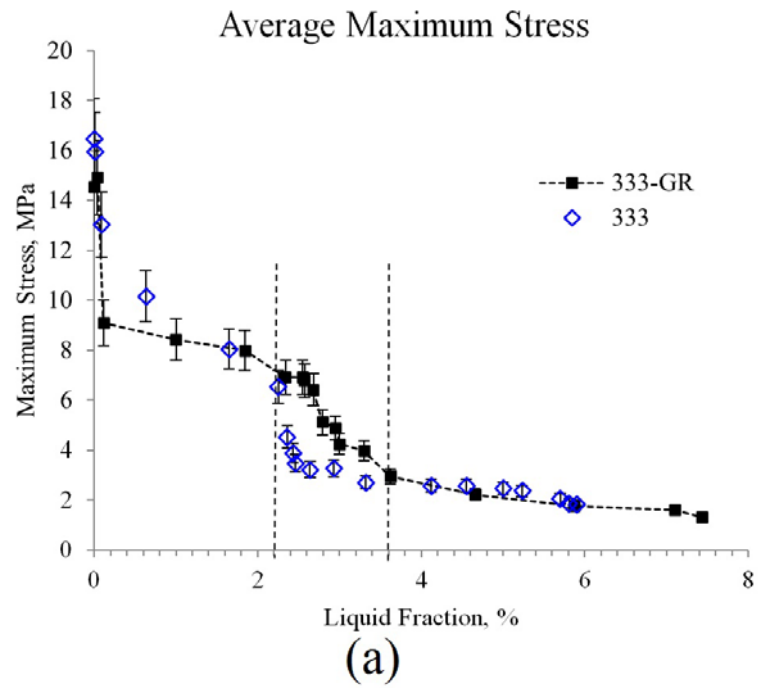 Average Maximum Stress
20
18
16
14
12
10
8
6
4
2
0
Maximum Stress, MPa
333-GR
333
0 2 4 6 8
Liquid Fraction, %
(a)